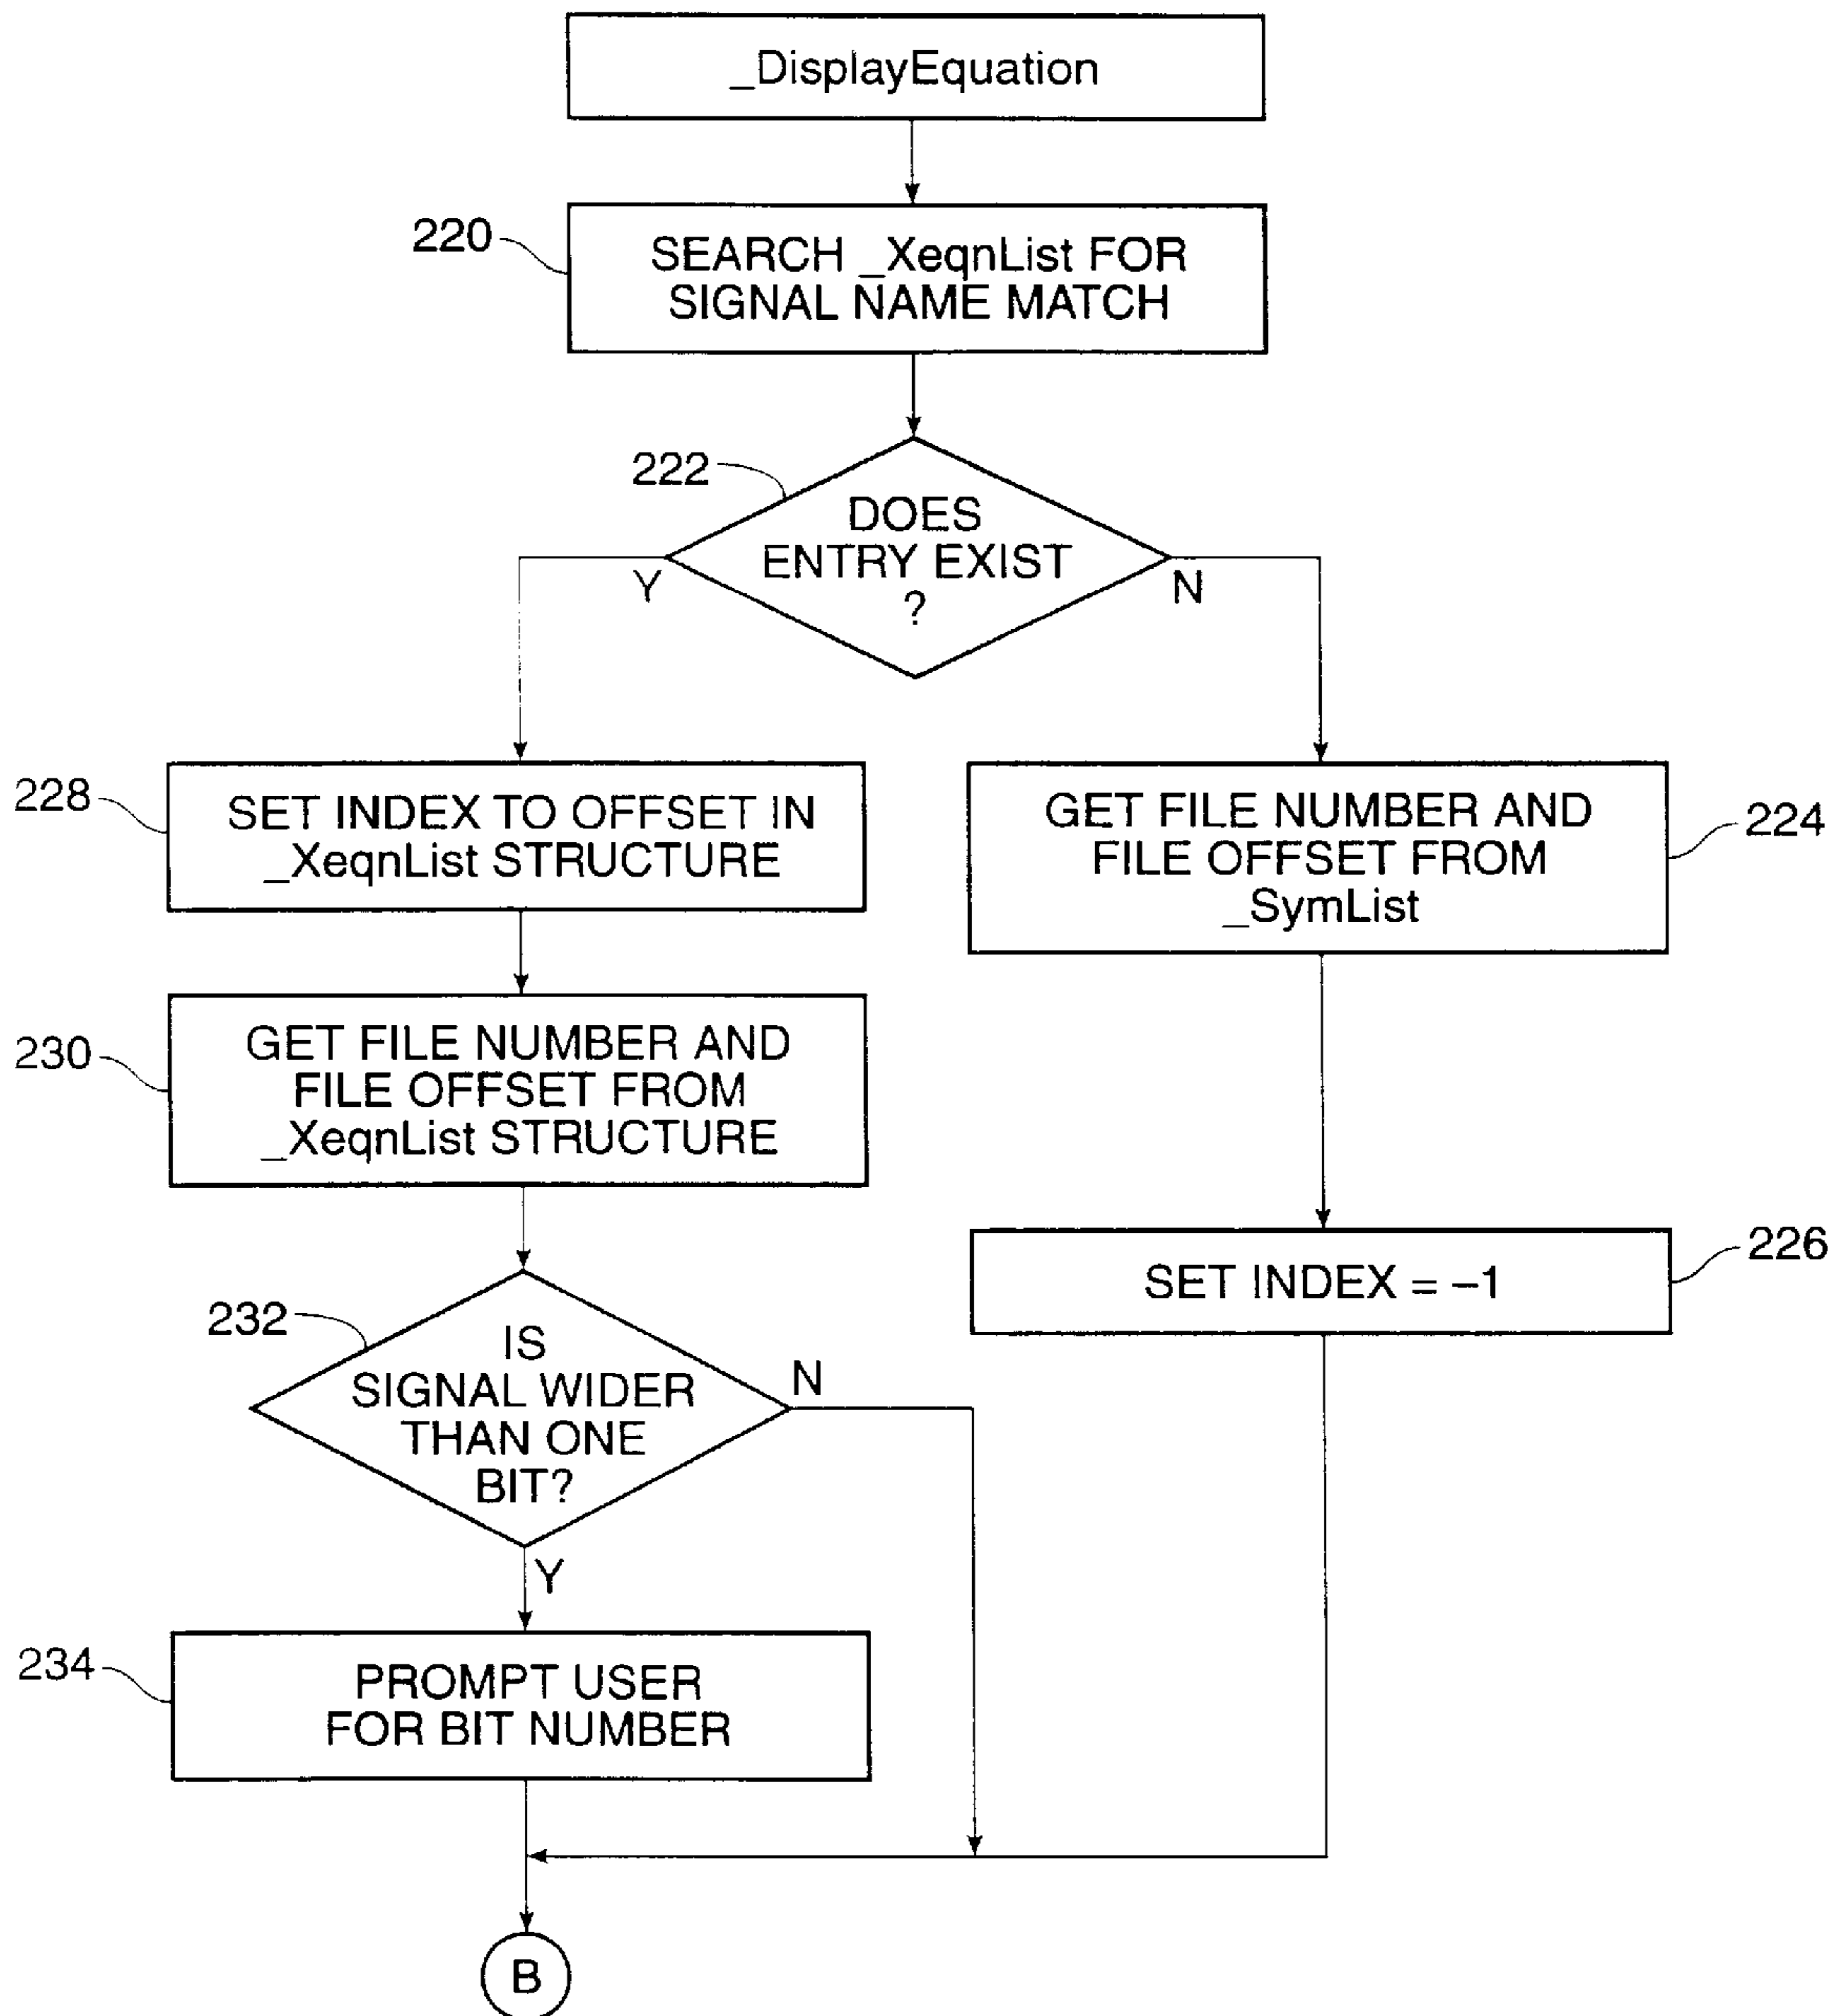 _DisplayEquation
220
SEARCH _XeqnList FOR
SIGNAL NAME MATCH
222
DOES
ENTRY EXIST
?
Y
N
228
SET INDEX TO OFFSET IN
_XeqnList STRUCTURE
GET FILE NUMBER AND
FILE OFFSET FROM
_SymList
224
230
GET FILE NUMBER AND
FILE OFFSET FROM
_XeqnList STRUCTURE
SET INDEX = –1
226
232
IS
SIGNAL WIDER
THAN ONE
BIT?
N
Y
234
PROMPT USER
FOR BIT NUMBER
B